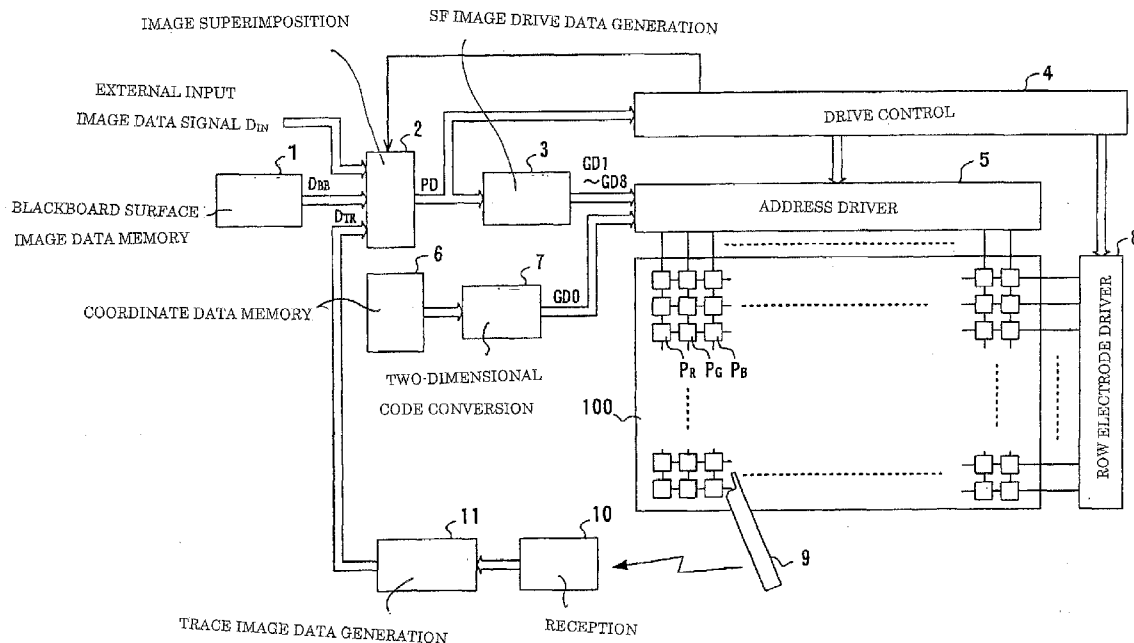 IMAGE SUPERIMPOSITION
SF IMAGE DRIVE DATA GENERATION
EXTERNAL INPUT
IMAGE DATA SIGNAL DIN
4
DRIVE CONTROL
1
2
3
DBB
PD
GD1
~GD8
5
ADDRESS DRIVER
BLACKBOARD SURFACE
IMAGE DATA MEMORY
DTR
6
7
GD0
8
COORDINATE DATA MEMORY
TWO-DIMENSIONAL
CODE CONVERSION
PR PG PB
100
ROW ELECTRODE DRIVER
11
10
9
TRACE IMAGE DATA GENERATION
RECEPTION